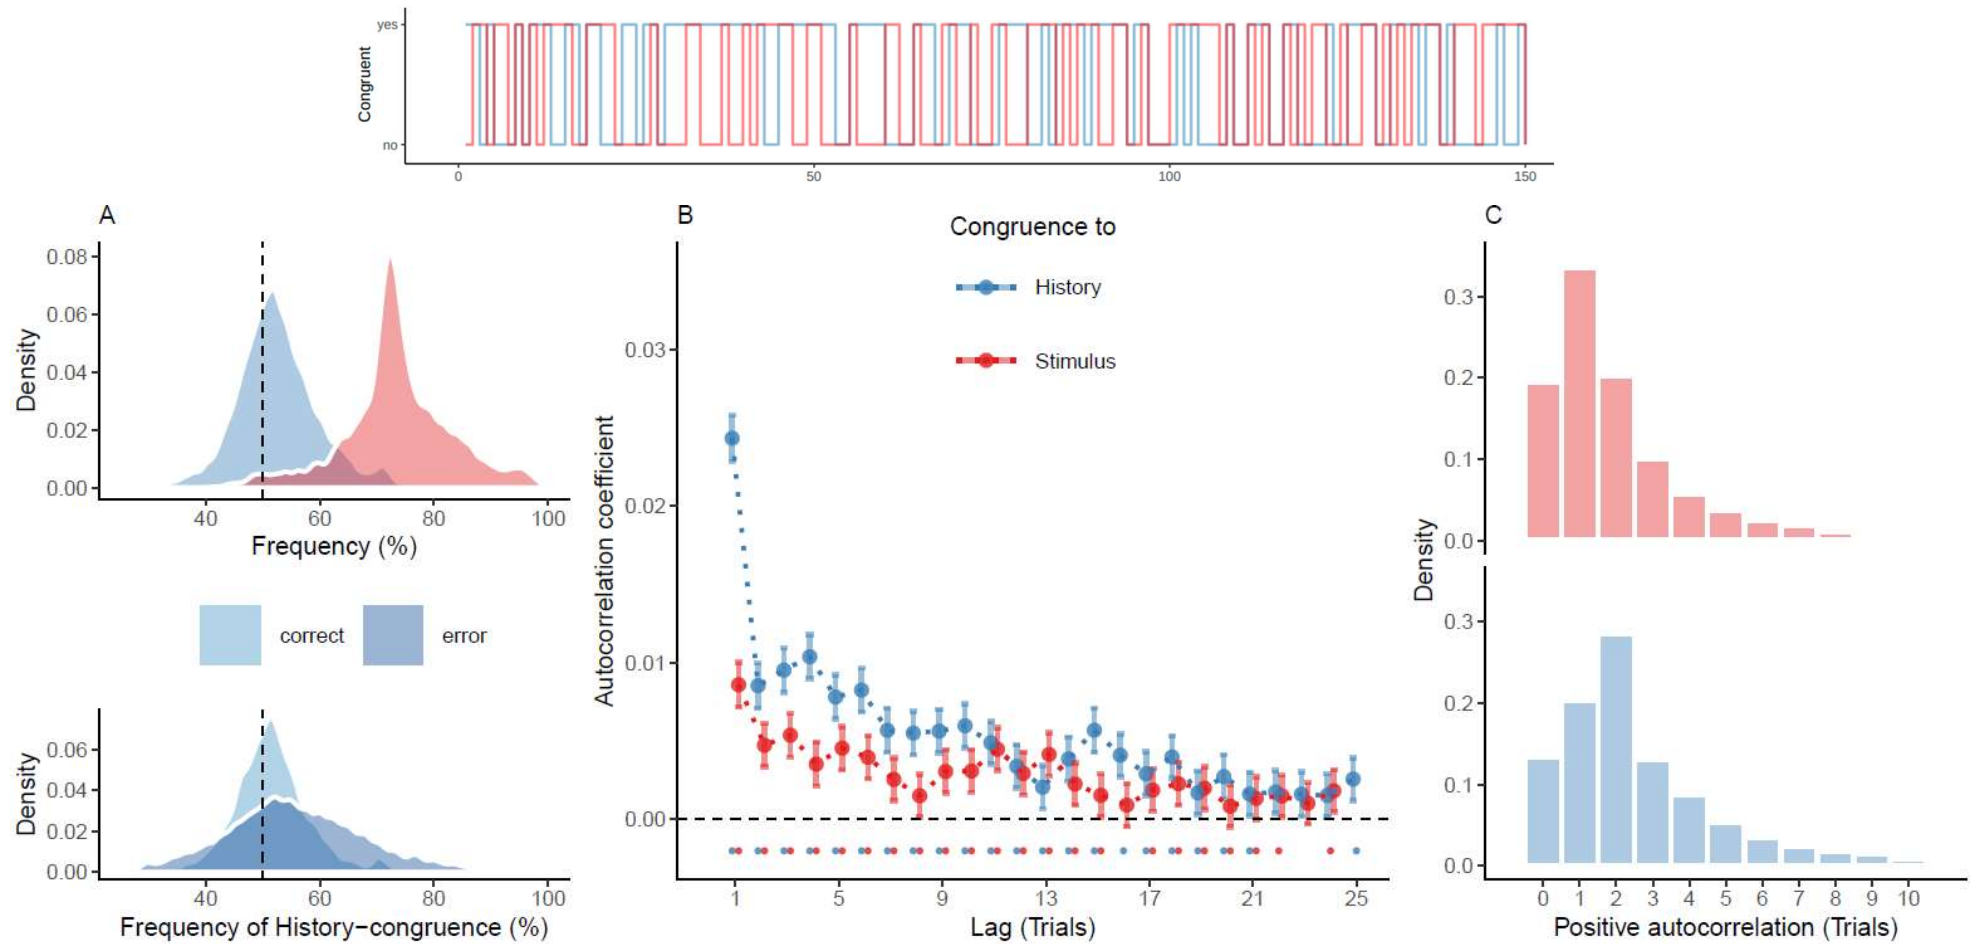 yes
Congruent
no
0 50 100 150
A
0.08
0.06
0.04
0.02
0.00
Density
40 60 80 100
Frequency (%)
correct error
0.06
0.04
0.02
0.00
Density
40 60 80 100
Frequency of History−congruence (%)
B
Congruence to
History
Stimulus
0.03
0.02
0.01
0.00
Autocorrelation coefficient
1 5 9 13 17 21 25
Lag (Trials)
C
0.3
0.2
0.1
0.0
Density
0.3
0.2
0.1
0.0
0 1 2 3 4 5 6 7 8 9 10
Positive autocorrelation (Trials)